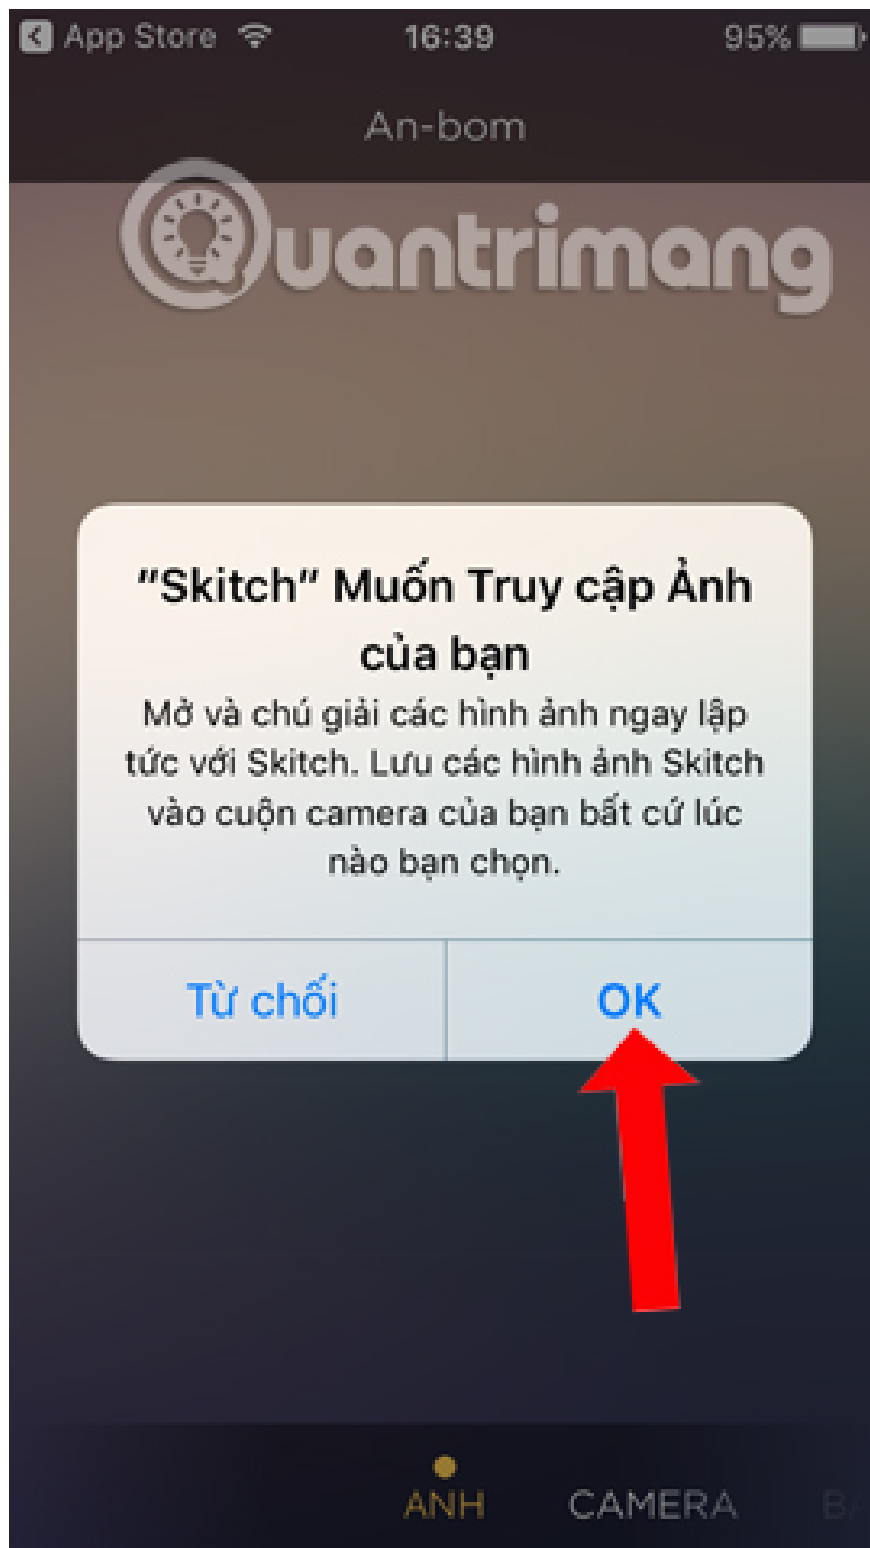 App Store 16:39 95%
An-bom
Quantrimang
"Skitch" Muốn Truy cập Ảnh
của bạn
Mở và chú giải các hình ảnh ngay lập
tức với Skitch. Lưu các hình ảnh Skitch
vào cuộn camera của bạn bất cứ lúc
nào bạn chọn.
Từ chối OK
ẢNH CAMERA